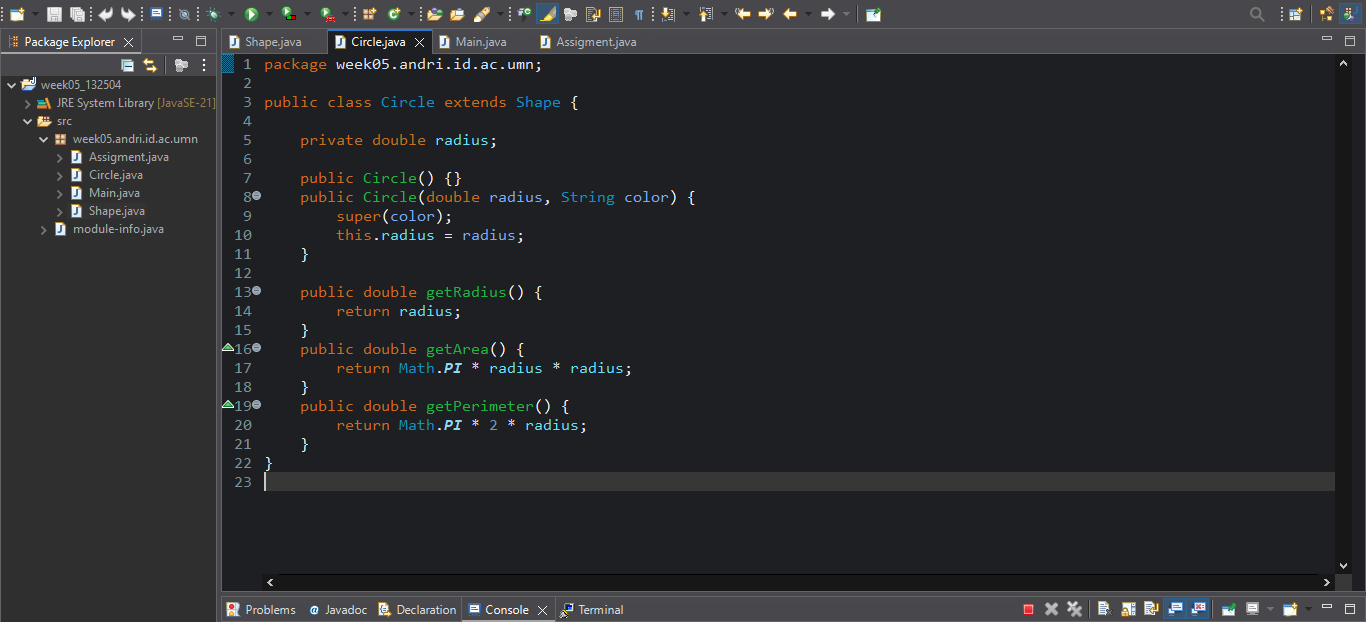 Package Explorer
week05_132504
JRE System Library [JavaSE-21]
src
week05.andri.id.ac.umn
Assigment.java
Circle.java
Main.java
Shape.java
module-info.java
Shape.java Circle.java Main.java Assigment.java
1 package week05.andri.id.ac.umn;
2
3 public class Circle extends Shape {
4
5 private double radius;
6
7 public Circle() {}
8 public Circle(double radius, String color) {
9 super(color);
10 this.radius = radius;
11 }
12
13 public double getRadius() {
14 return radius;
15 }
16 public double getArea() {
17 return Math.PI * radius * radius;
18 }
19 public double getPerimeter() {
20 return Math.PI * 2 * radius;
21 }
22 }
23
Problems Javadoc Declaration Console Terminal